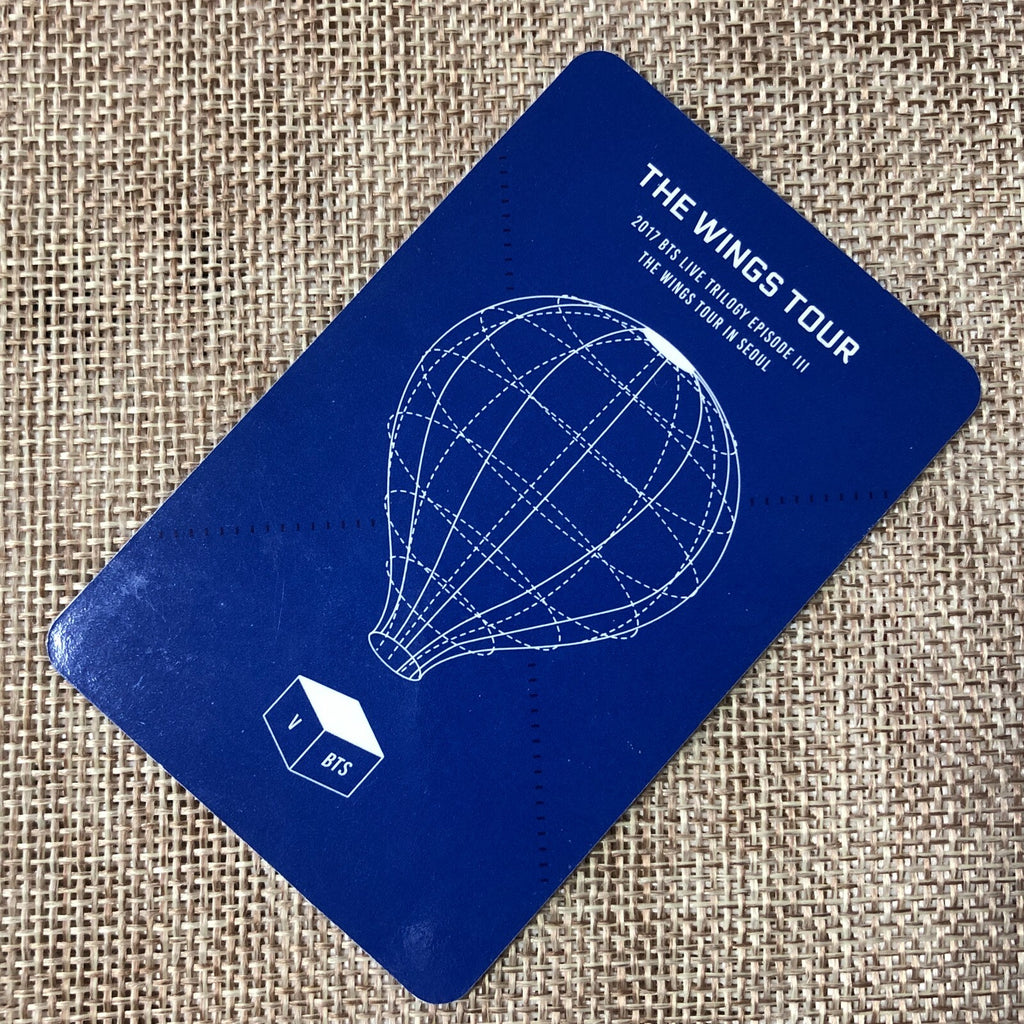 THE WINGS TOUR
2017 BTS LIVE TRILOGY EPISODE III
THE WINGS TOUR IN SEOUL
V
BTS